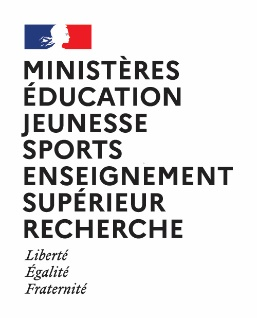 MINISTÈRES
ÉDUCATION
JEUNESSE
SPORTS
ENSEIGNEMENT
SUPÉRIEUR
RECHERCHE
Liberté
Égalité
Fraternité